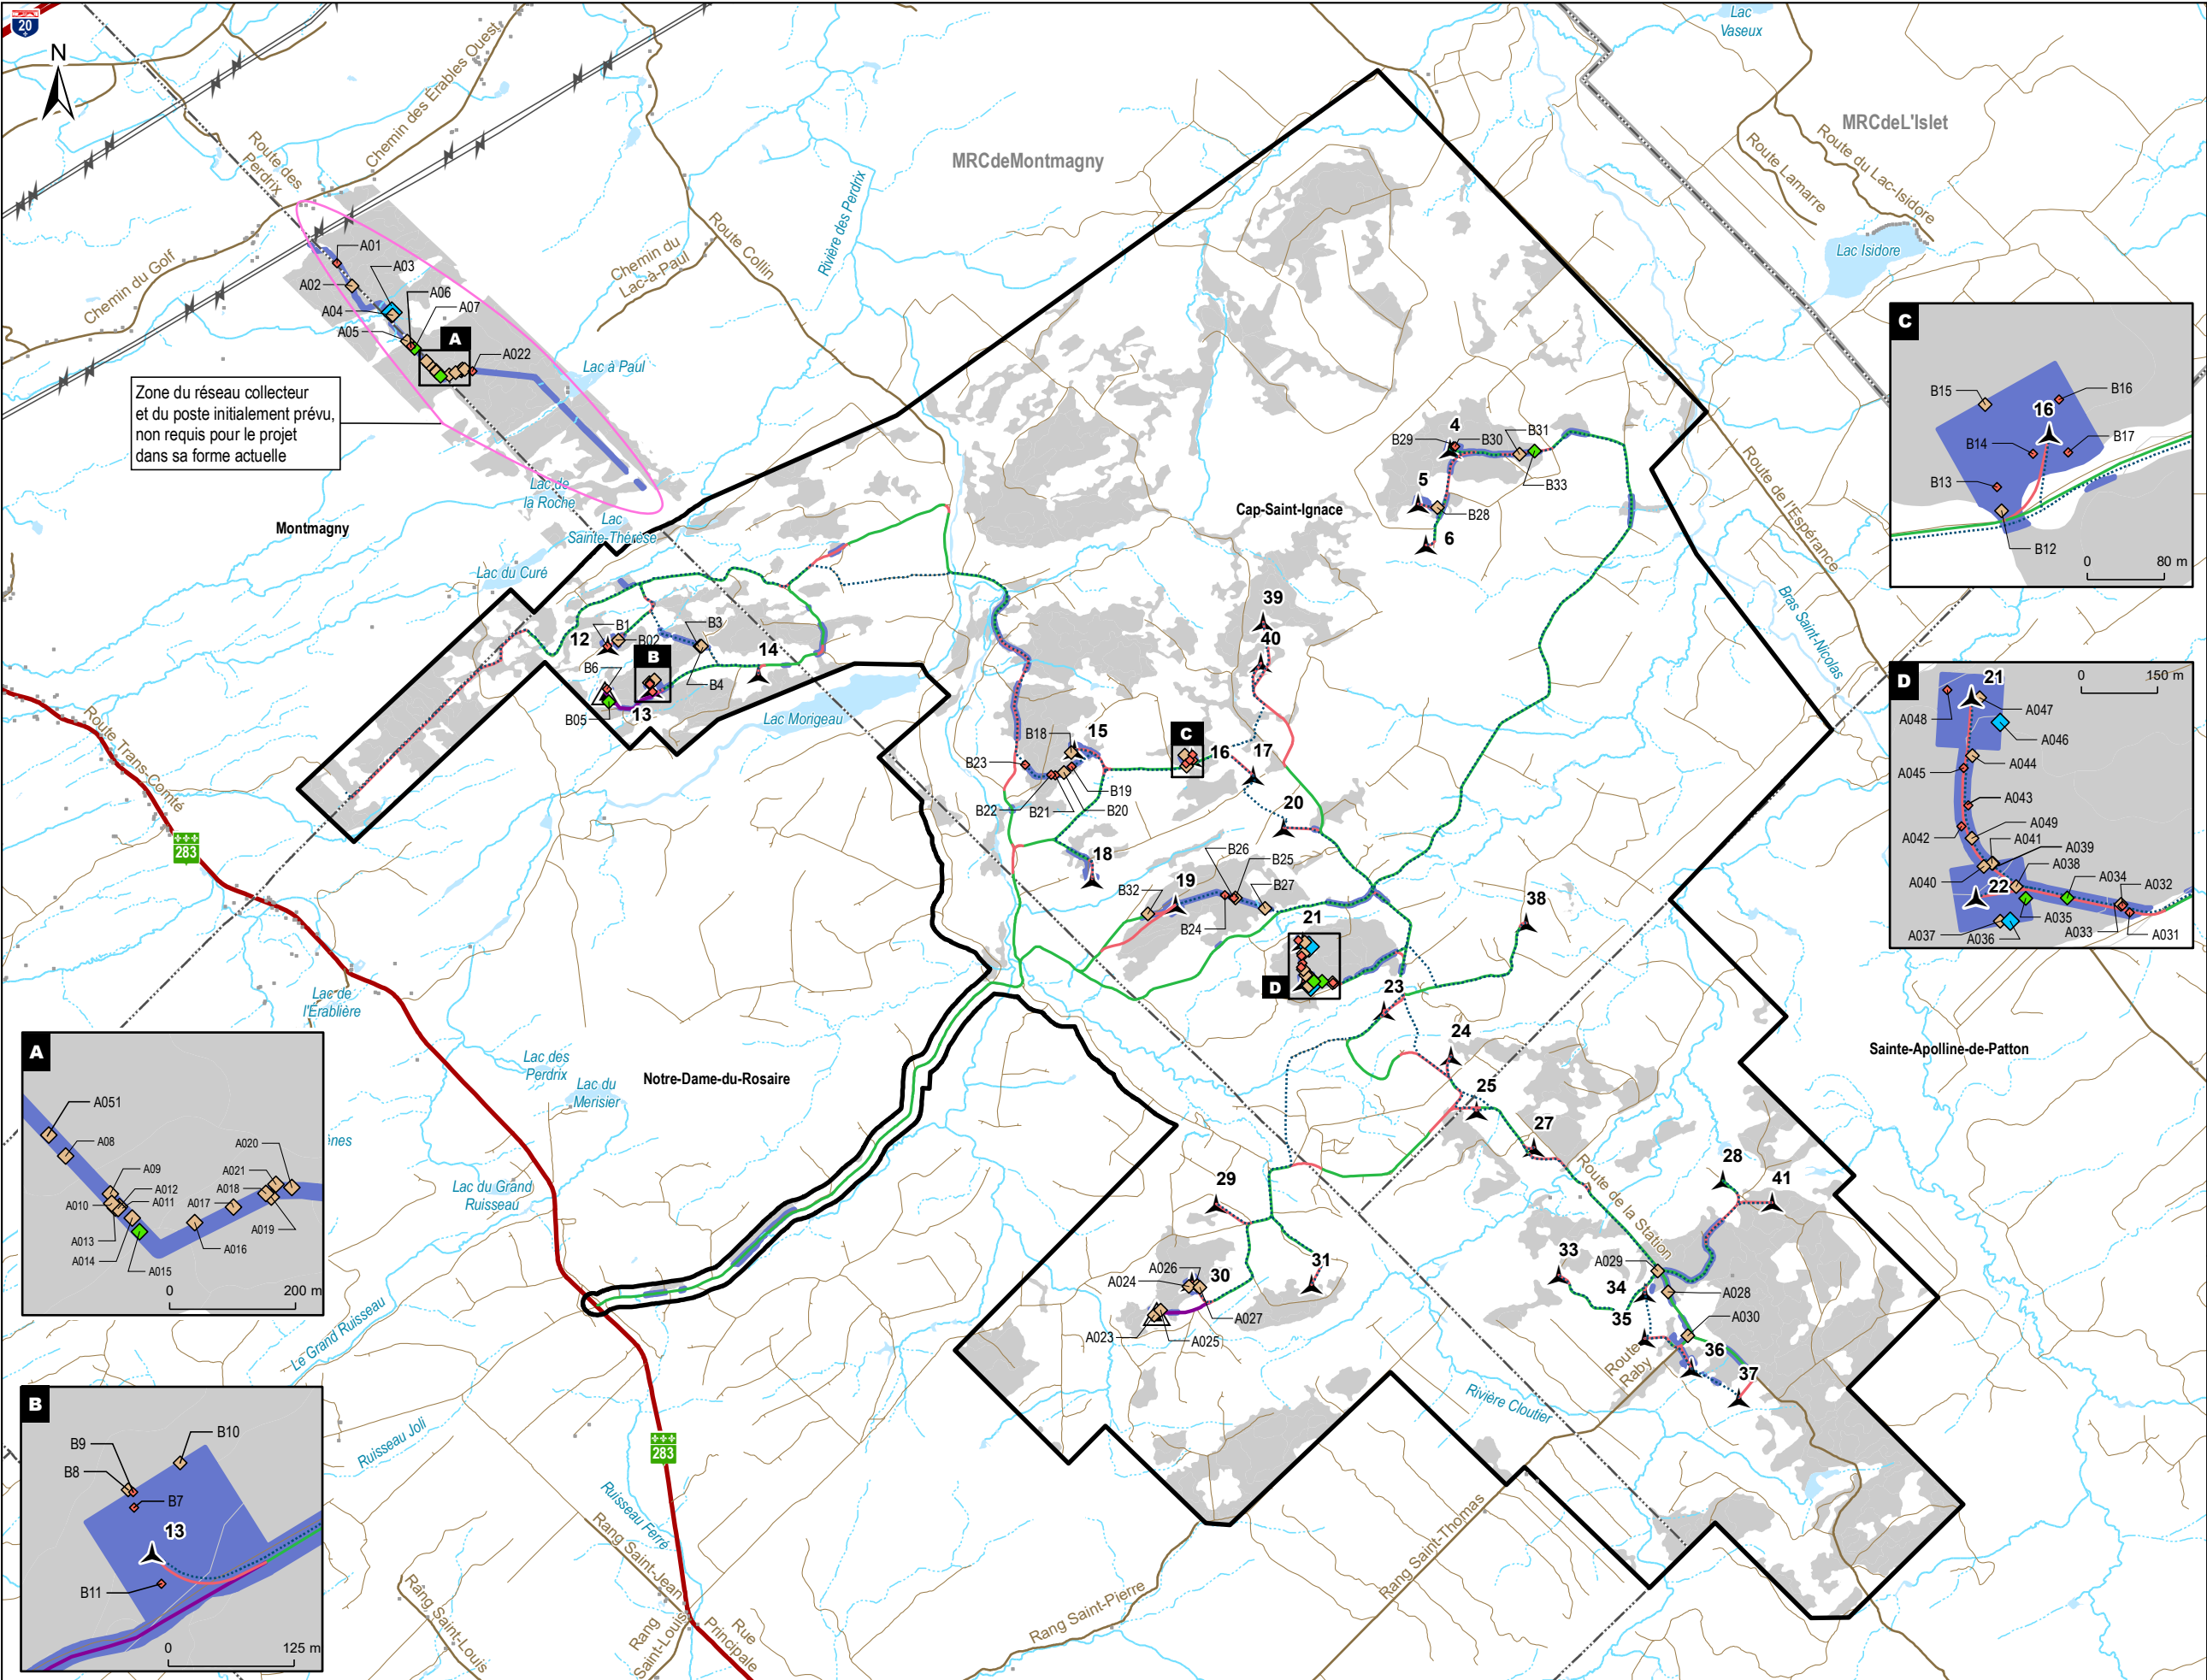 20
N
Route des
Perdrix
Chemin des Érables Ouest
Chemin du Golf
MRCdeMontmagny
Rivière des Perdrix
Route Collin
Chemin du
Lac-à-Paul
Lac
Vaseux
MRCdeL'Islet
Route Lamarre
Route du Lac-Isidore
Lac Isidore
A01
A02
A03
A04
A05
A06
A07
A
A022
Lac à Paul
Zone du réseau collecteur
et du poste initialement prévu,
non requis pour le projet
dans sa forme actuelle
Lac de
la Roche
Lac
Sainte-Thérèse
Lac du Curé
Montmagny
Cap-Saint-Ignace
4
B29
B30
B31
B33
5
B28
6
Route de l'Espérance
Bras Saint-Nicolas
C
B15
B16
16
B14
B17
B13
B12
0
80 m
39
40
12
B1
B02
B3
B
B6
B4
B05
13
14
Lac Morigeau
Route Trans-Comté
283
B18
15
B23
B22
B21
B19
B20
C
16
17
20
18
B32
19
B26
B25
B27
B24
21
D
38
23
24
25
27
D
21
0
150 m
A048
A047
A046
A044
A045
A043
A042
A049
A041
A039
A038
A040
22
A034
A032
A035
A037
A036
A033
A031
Lac de
l'Érablière
Lac des
Perdrix
Lac du
Merisier
Notre-Dame-du-Rosaire
Sainte-Apolline-de-Patton
A
A051
A08
A09
A010
A012
A011
A013
A014
A015
A016
A017
A018
A021
A020
A019
0
200 m
nes
Lac du Grand
Ruisseau
Le Grand Ruisseau
29
31
A026
A024
30
A023
A025
A027
Route de la Station
28
41
33
A029
34
A028
35
A030
36
37
Route
Raby
Rivière Cloutier
B
B9
B10
B8
B7
13
B11
0
125 m
Ruisseau Joli
283
Ruisseau Ferré
Rang Saint-Jean
Rang Saint-Louis
Rang
Saint-Louis
Rue
Principale
Rang Saint-Pierre
Rang Saint-Thomas